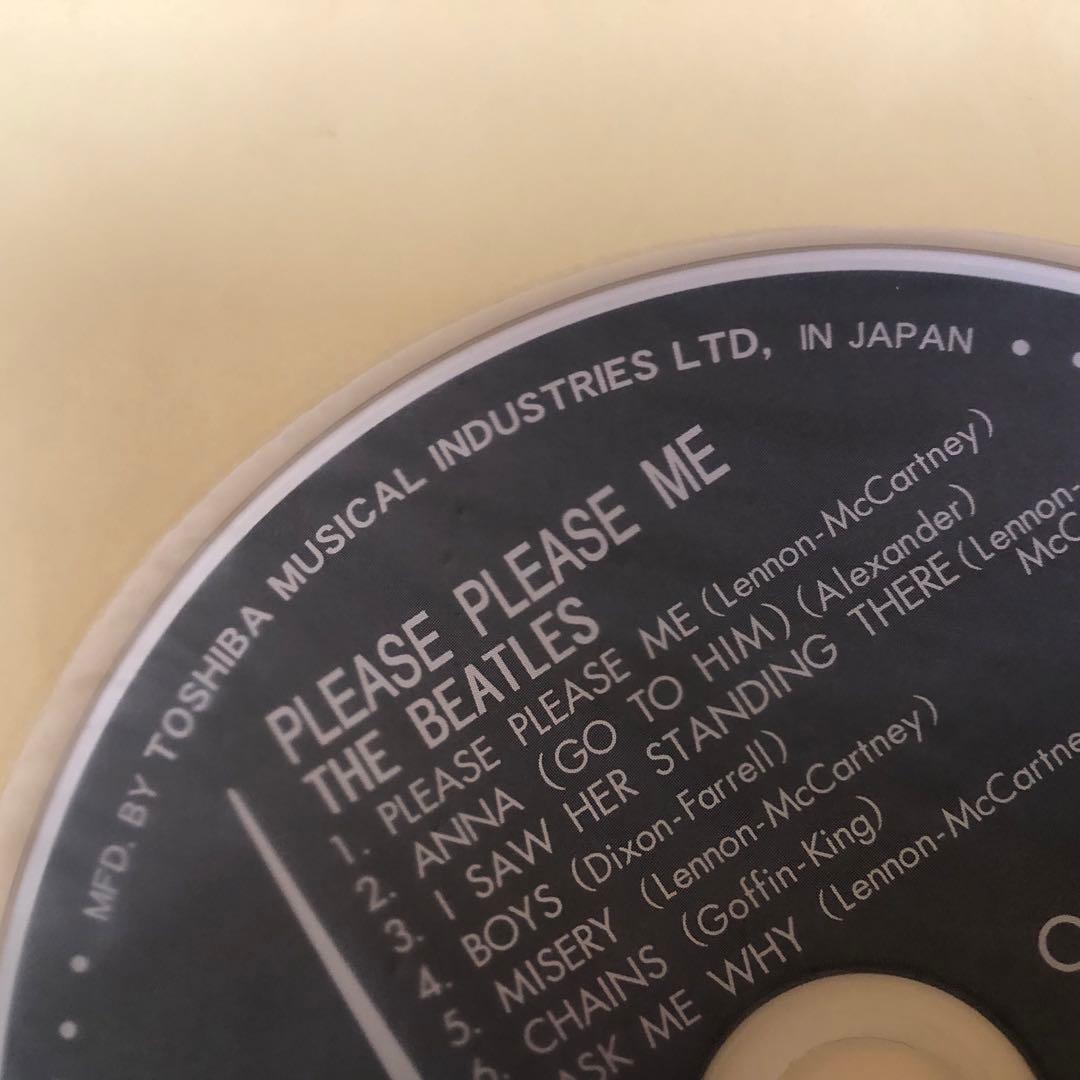 MFD. BY TOSHIBA MUSICAL INDUSTRIES LTD, IN JAPAN
PLEASE PLEASE ME
THE BEATLES
1. PLEASE PLEASE ME (Lennon-McCartney)
2. ANNA (GO TO HIM) (Alexander)
3. I SAW HER STANDING THERE (Lennon-
4. BOYS (Dixon-Farrell)
5. MISERY (Lennon-McCartney)
6. CHAINS (Goffin-King)
ASK ME WHY (Lennon-McCartney